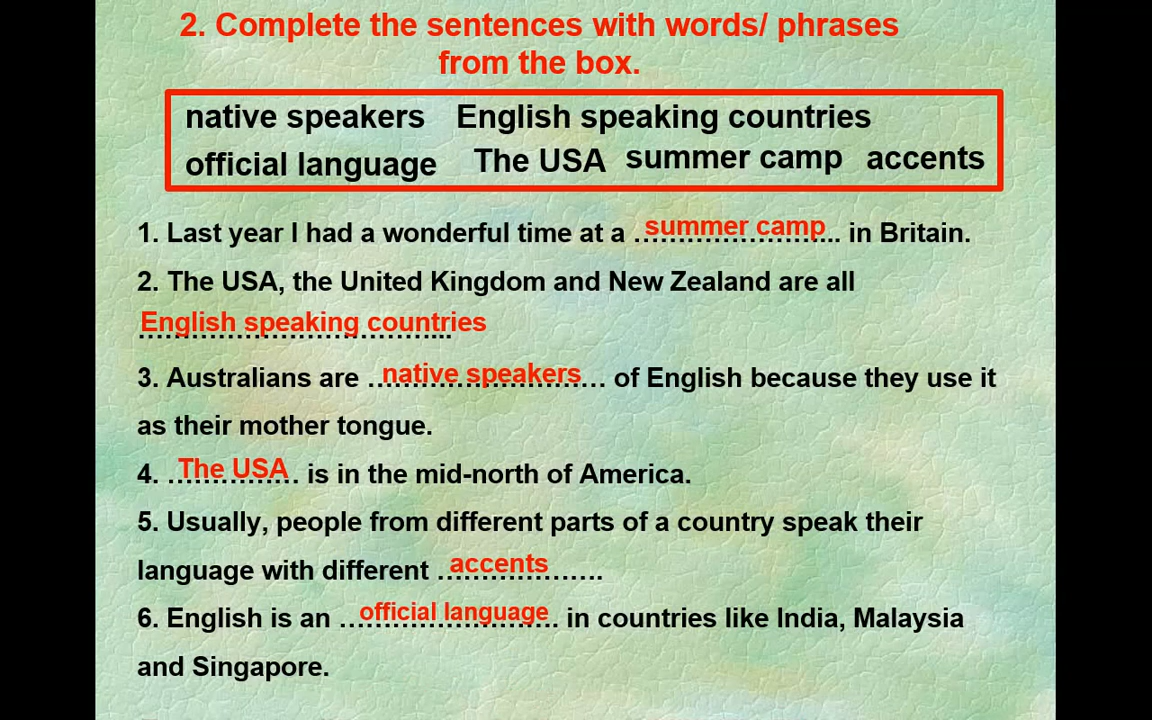 2. Complete the sentences with words/ phrases
from the box.
native speakers English speaking countries
official language The USA summer camp accents
1. Last year I had a wonderful time at a ...summer camp... in Britain.
2. The USA, the United Kingdom and New Zealand are all
English speaking countries...
3. Australians are ...native speakers... of English because they use it
as their mother tongue.
4. ...The USA... is in the mid-north of America.
5. Usually, people from different parts of a country speak their
language with different ...accents...
6. English is an ...official language... in countries like India, Malaysia
and Singapore.